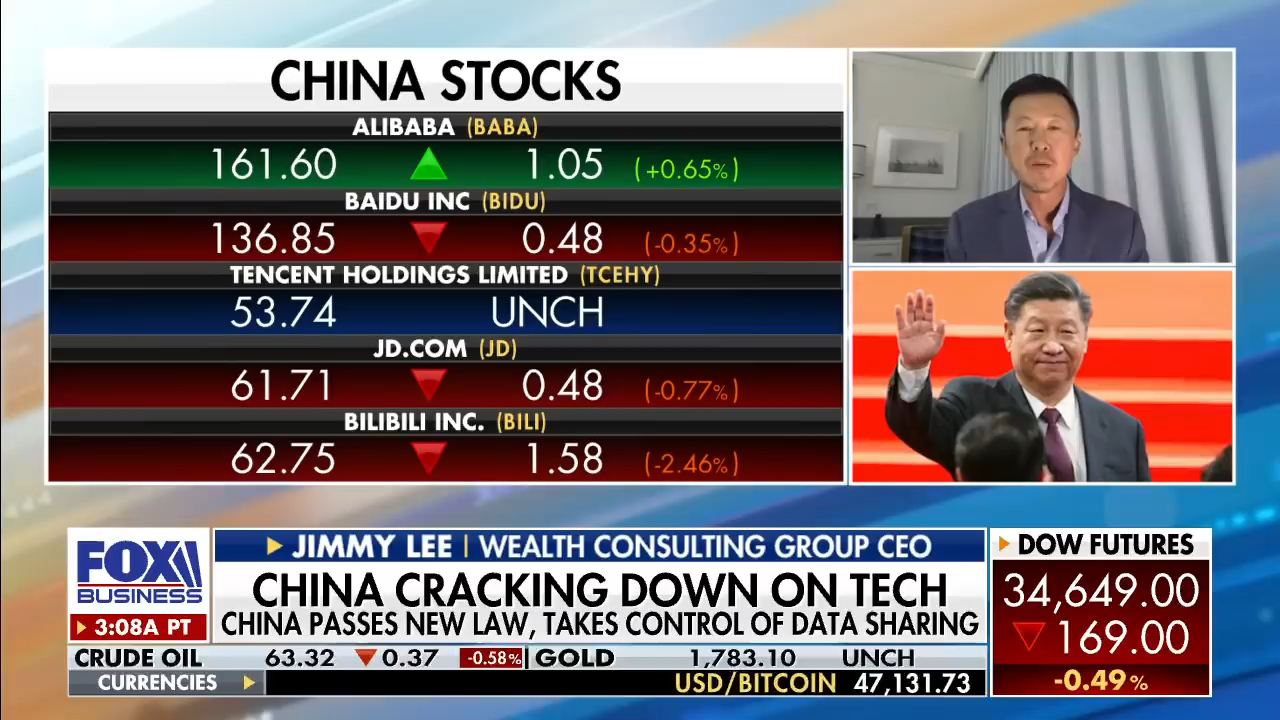 CHINA STOCKS
ALIBABA (BABA)
161.60 1.05 (+0.65%)
BAIDU INC (BIDU)
136.85 0.48 (-0.35%)
TENCENT HOLDINGS LIMITED (TCEHY)
53.74 UNCH
JD.COM (JD)
61.71 0.48 (-0.77%)
BILIBILI INC. (BILI)
62.75 1.58 (-2.46%)
FOX BUSINESS
3:08A PT
JIMMY LEE | WEALTH CONSULTING GROUP CEO
CHINA CRACKING DOWN ON TECH
CHINA PASSES NEW LAW, TAKES CONTROL OF DATA SHARING
CRUDE OIL 63.32 0.37 -0.58% GOLD 1,783.10 UNCH
CURRENCIES USD/BITCOIN 47,131.73
DOW FUTURES
34,649.00
169.00
-0.49%